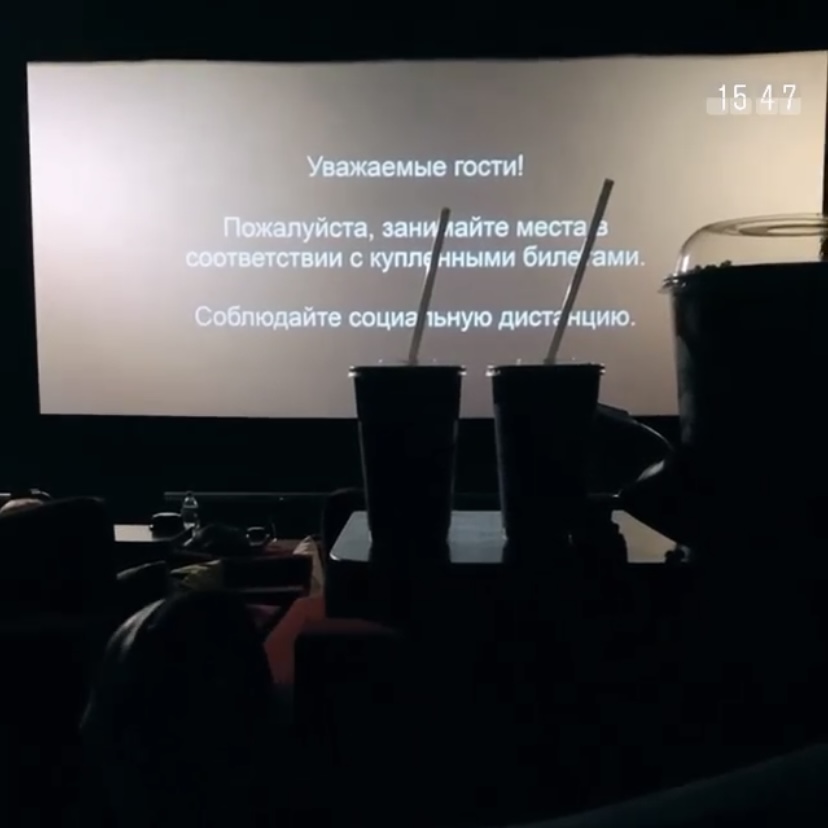 15 47
Уважаемые гости!
Пожалуйста, занимайте места в
соответствии с купленными билетами.
Соблюдайте социальную дистанцию.